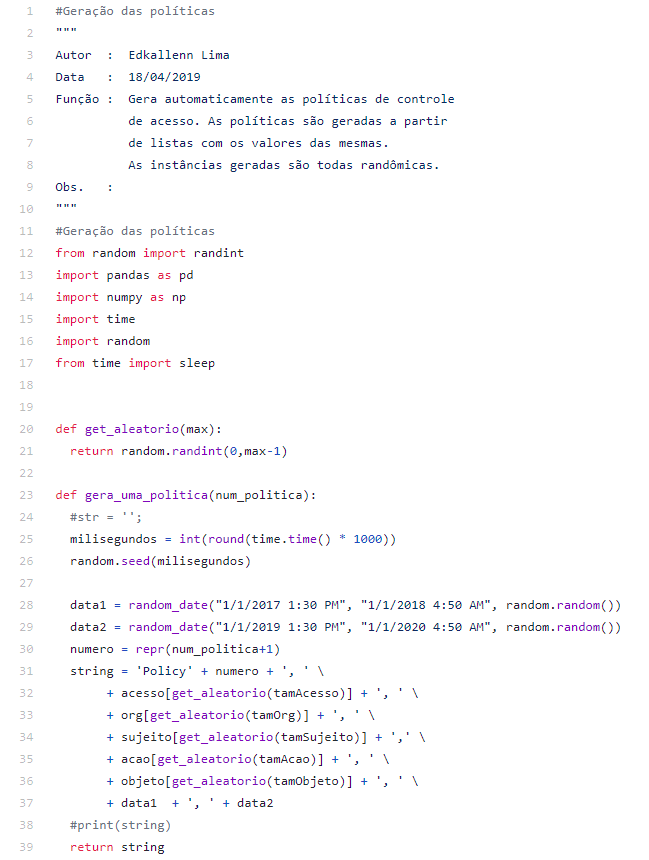 1 #Geração das políticas
2 """
3 Autor : Edkallenn Lima
4 Data : 18/04/2019
5 Função : Gera automaticamente as políticas de controle
6 de acesso. As políticas são geradas a partir
7 de listas com os valores das mesmas.
8 As instâncias geradas são todas randômicas.
9 Obs. :
10 """
11 #Geração das políticas
12 from random import randint
13 import pandas as pd
14 import numpy as np
15 import time
16 import random
17 from time import sleep
18
19
20 def get_aleatorio(max):
21   return random.randint(0,max-1)
22
23 def gera_uma_politica(num_politica):
24   #str = '';
25   milisegundos = int(round(time.time() * 1000))
26   random.seed(milisegundos)
27
28   data1 = random_date("1/1/2017 1:30 PM", "1/1/2018 4:50 AM", random.random())
29   data2 = random_date("1/1/2019 1:30 PM", "1/1/2020 4:50 AM", random.random())
30   numero = repr(num_politica+1)
31   string = 'Policy' + numero + ', ' \
32        + acesso[get_aleatorio(tamAcesso)] + ', ' \
33        + org[get_aleatorio(tamOrg)] + ', ' \
34        + sujeito[get_aleatorio(tamSujeito)] + ',' \
35        + acao[get_aleatorio(tamAcao)] + ', ' \
36        + objeto[get_aleatorio(tamObjeto)] + ', ' \
37        + data1  + ', ' + data2
38   #print(string)
39   return string